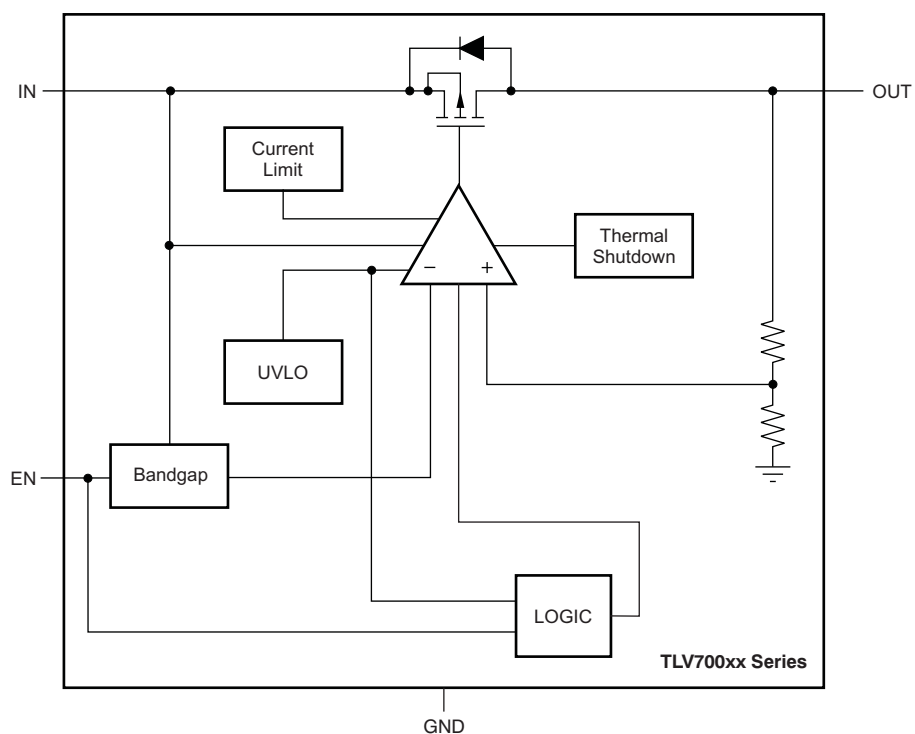 IN
OUT
Current
Limit
Thermal
Shutdown
−
+
UVLO
EN
Bandgap
LOGIC
TLV700xx Series
GND